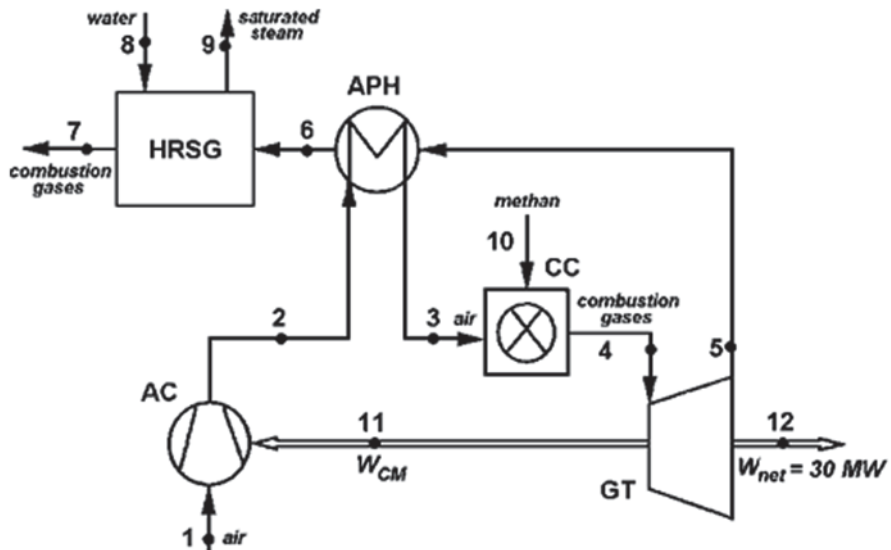 water
8
9
saturated
steam
APH
7
combustion
gases
HRSG
6
methan
10
CC
2
3
air
combustion
gases
4
5
AC
11
W_CM
12
W_net = 30 MW
GT
1
air